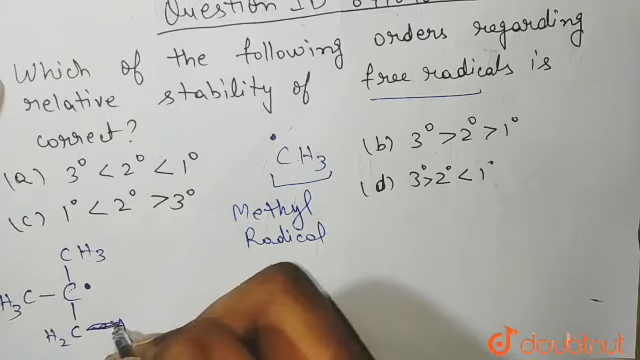 Question ID
Which of the following orders regarding
relative stability of free radicals is
correct?
(a) 3° < 2° < 1°
(b) 3° > 2° > 1°
(c) 1° < 2° > 3°
(d) 3° > 2° < 1°
•CH3
Methyl
Radical
CH3
H3C - C •
H2C
doubtnut